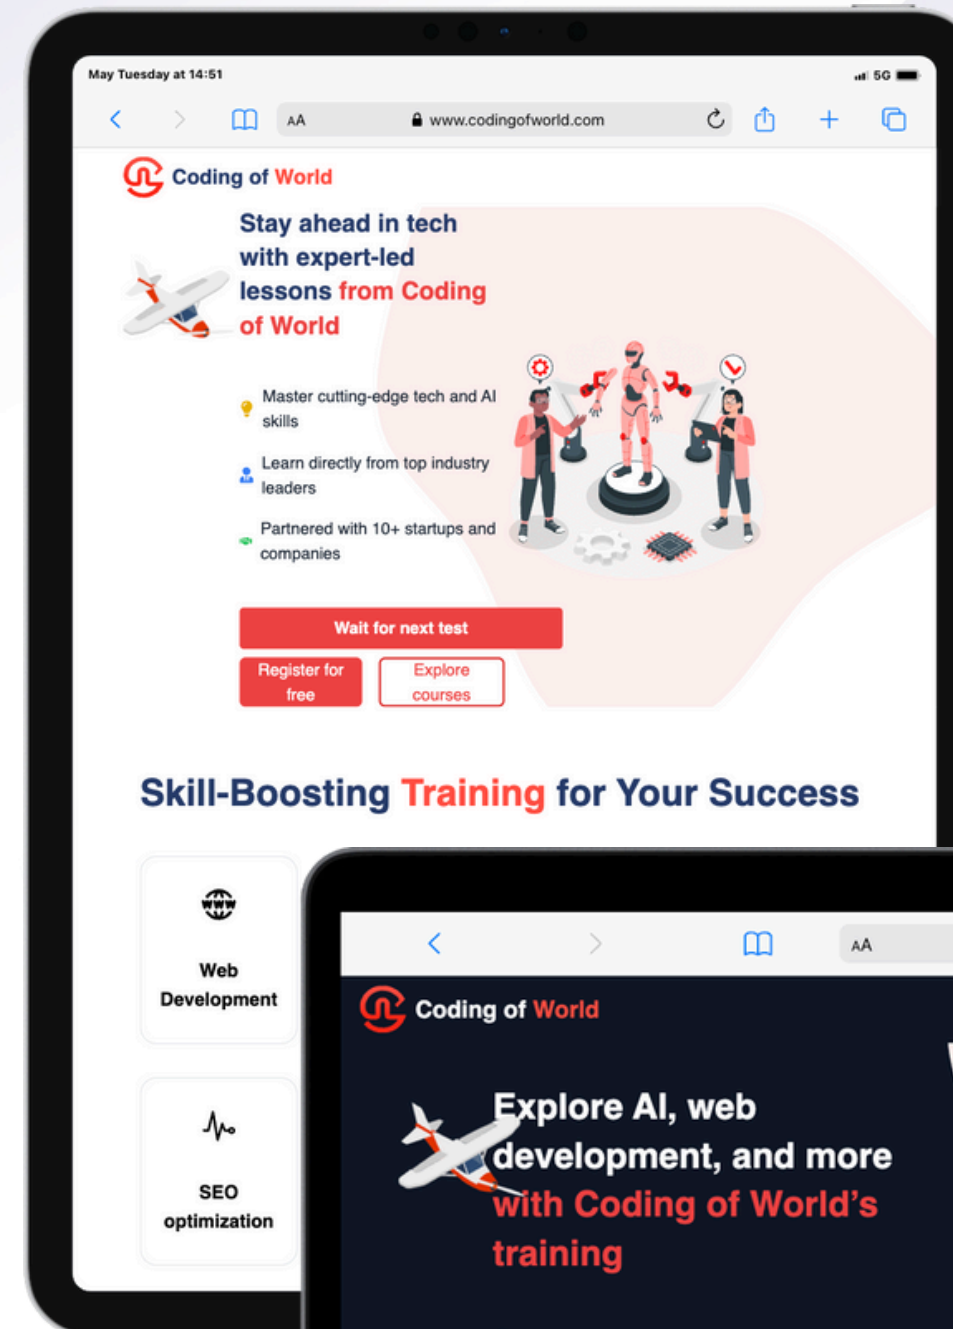 May Tuesday at 14:51
5G
AA
www.codingofworld.com
Coding of World
Stay ahead in tech
with expert-led
lessons from Coding
of World
Master cutting-edge tech and AI
skills
Learn directly from top industry
leaders
Partnered with 10+ startups and
companies
Wait for next test
Register for
free
Explore
courses
Skill-Boosting Training for Your Success
WWW
Web
Development
SEO
optimization
AA
Coding of World
Explore AI, web
development, and more
with Coding of World's
training